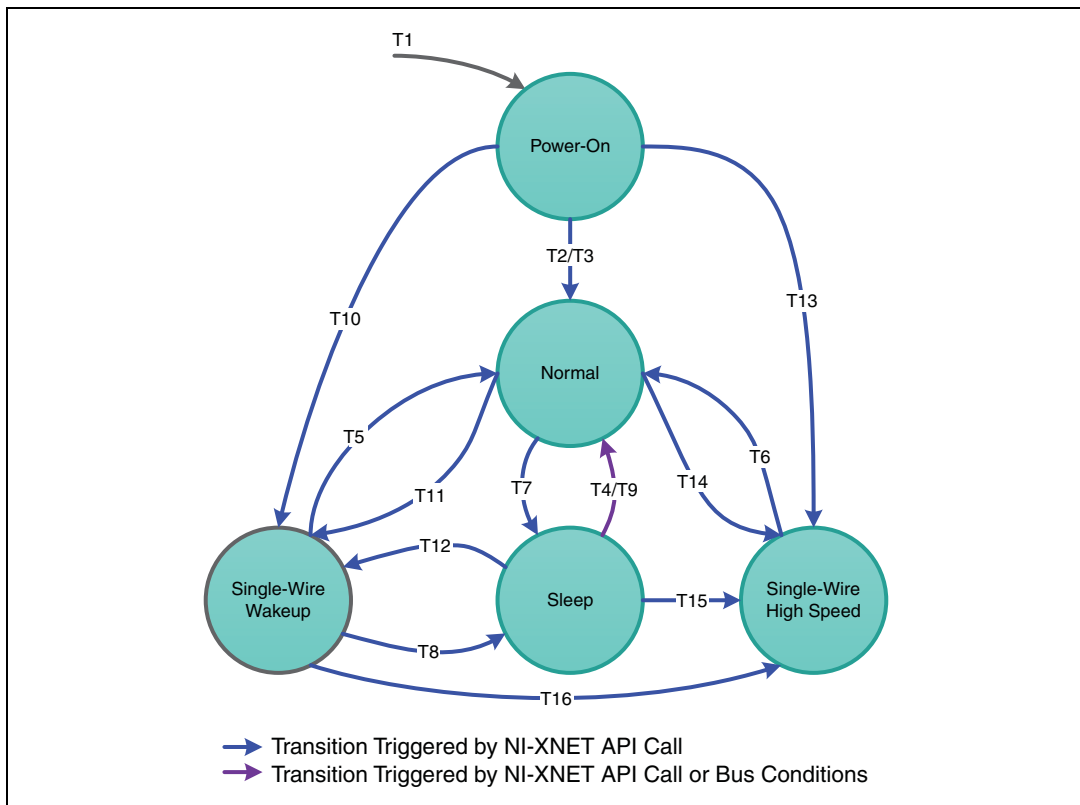 T1
Power-On
T2/T3
T13
T10
Normal
T5
T6
T14
T7
T4/T9
T11
T12
Single-Wire
Wakeup
Sleep
T15
Single-Wire
High Speed
T8
T16
Transition Triggered by NI-XNET API Call
Transition Triggered by NI-XNET API Call or Bus Conditions